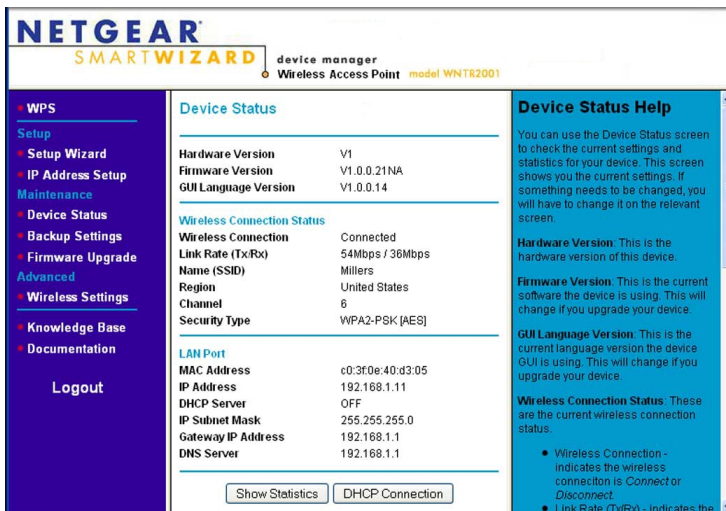 NETGEAR
SMARTWIZARD
device manager
Wireless Access Point model WNTR2001
WPS
Setup
Setup Wizard
IP Address Setup
Maintenance
Device Status
Backup Settings
Firmware Upgrade
Advanced
Wireless Settings
Knowledge Base
Documentation
Logout
Device Status
Hardware Version V1
Firmware Version V1.0.0.21NA
GUI Language Version V1.0.0.14
Wireless Connection Status
Wireless Connection Connected
Link Rate (Tx/Rx) 54Mbps / 36Mbps
Name (SSID) Millers
Region United States
Channel 6
Security Type WPA2-PSK [AES]
LAN Port
MAC Address c0:3f:0e:40:d3:05
IP Address 192.168.1.11
DHCP Server OFF
IP Subnet Mask 255.255.255.0
Gateway IP Address 192.168.1.1
DNS Server 192.168.1.1
Show Statistics DHCP Connection
Device Status Help
You can use the Device Status screen
to check the current settings and
statistics for your device. This screen
shows you the current settings. If
something needs to be changed, you
will have to change it on the relevant
screen.
Hardware Version: This is the
hardware version of this device.
Firmware Version: This is the current
software the device is using. This will
change if you upgrade your device.
GUI Language Version: This is the
current language version the device
GUI is using. This will change if you
upgrade your device.
Wireless Connection Status: These
are the current wireless connection
status.
Wireless Connection -
indicates the wireless
conneciton is Connect or
Disconnect.
Link Rate (Tx/Rx) - indicates the